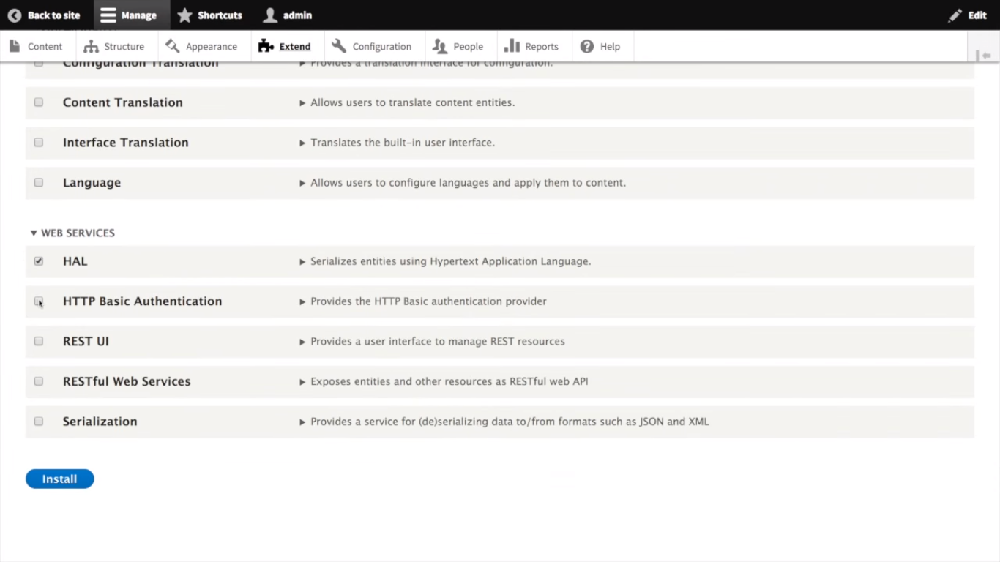 Back to site Manage Shortcuts admin Edit
Content Structure Appearance Extend Configuration People Reports Help
Configuration Translation Provides a translation interface for configuration.
Content Translation Allows users to translate content entities.
Interface Translation Translates the built-in user interface.
Language Allows users to configure languages and apply them to content.
WEB SERVICES
HAL Serializes entities using Hypertext Application Language.
HTTP Basic Authentication Provides the HTTP Basic authentication provider
REST UI Provides a user interface to manage REST resources
RESTful Web Services Exposes entities and other resources as RESTful web API
Serialization Provides a service for (de)serializing data to/from formats such as JSON and XML
Install